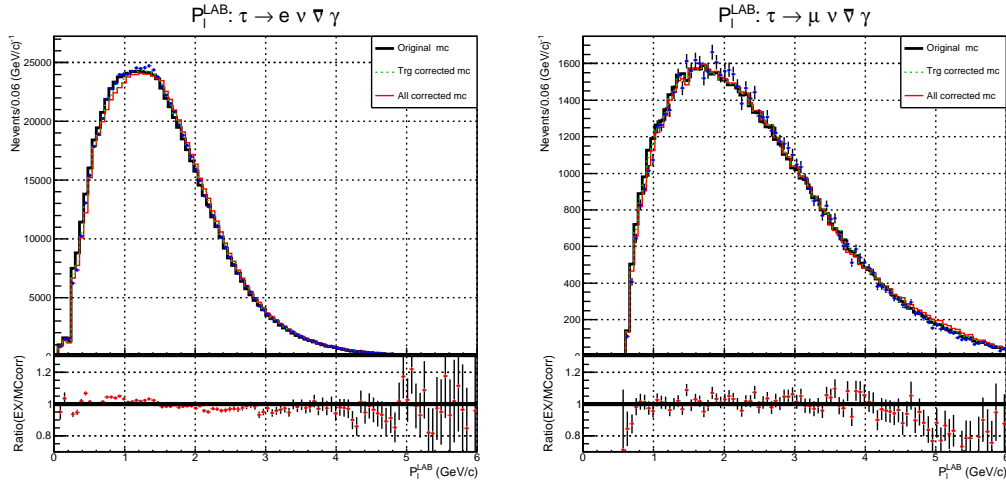 P_l^LAB: τ → e ν ν̄ γ
Nevents/0.06 (GeV/c)^-1
25000
20000
15000
10000
5000
0
Original mc
Trg corrected mc
All corrected mc
Ratio(EX/MCcorr)
1.2
1
0.8
0 1 2 3 4 5 6
P_l^LAB (GeV/c)
P_l^LAB: τ → μ ν ν̄ γ
Nevents/0.06 (GeV/c)^-1
1600
1400
1200
1000
800
600
400
200
0
Original mc
Trg corrected mc
All corrected mc
Ratio(EX/MCcorr)
1.2
1
0.8
0 1 2 3 4 5 6
P_l^LAB (GeV/c)